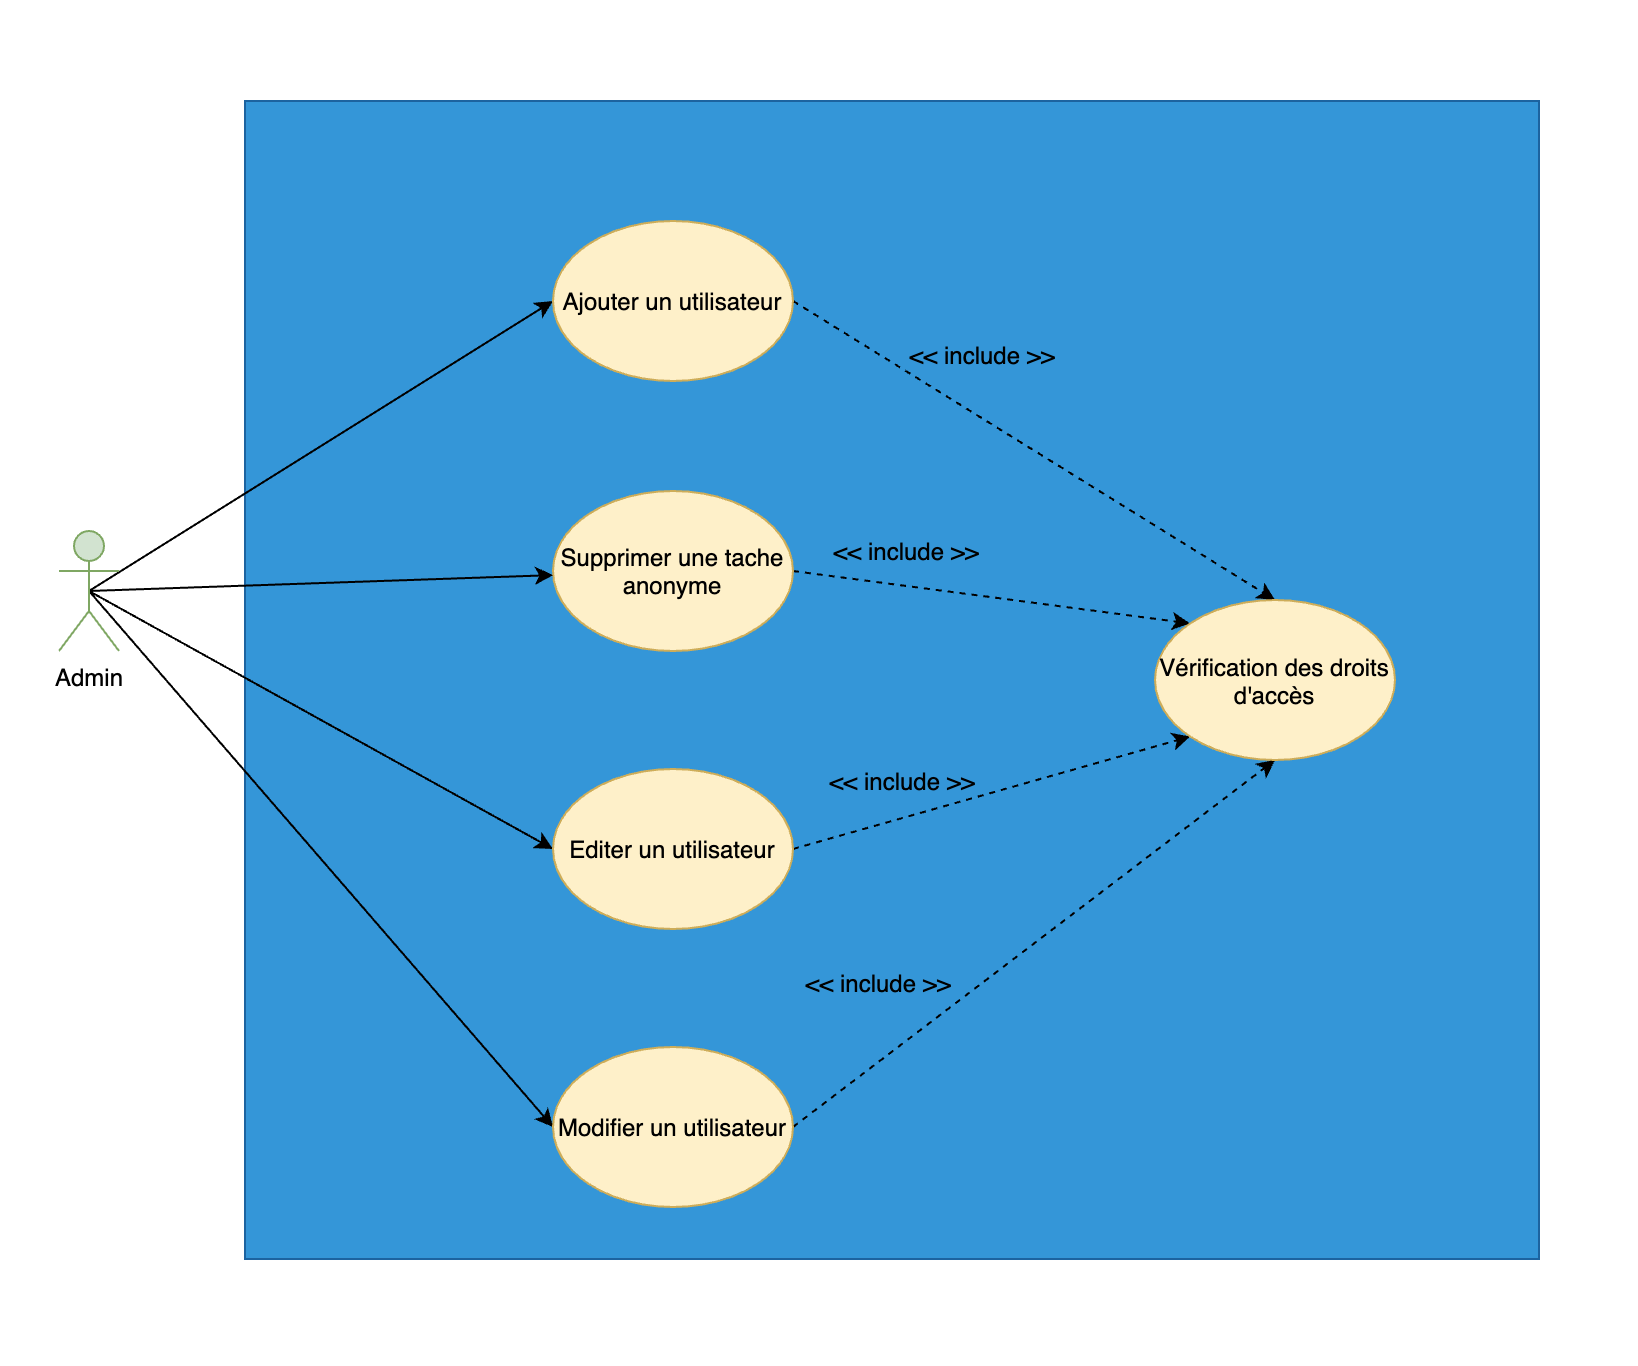 Ajouter un utilisateur
<< include >>
Supprimer une tache
anonyme
<< include >>
Admin
Vérification des droits
d'accès
<< include >>
Editer un utilisateur
<< include >>
Modifier un utilisateur